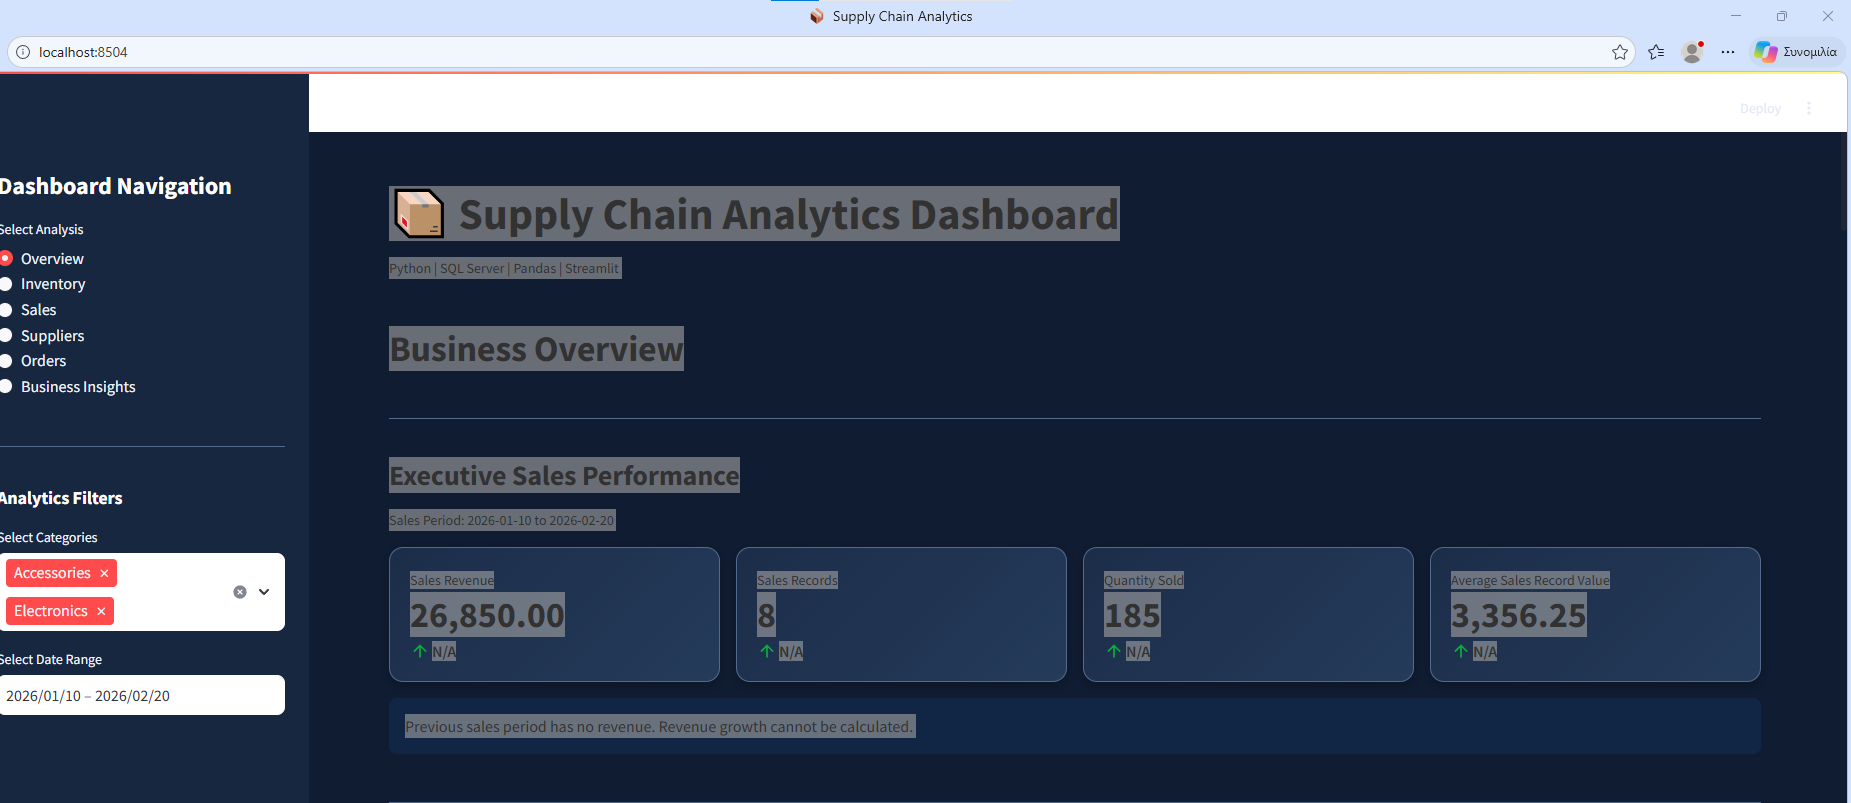 Supply Chain Analytics
localhost:8504
Συνομιλία
Deploy
Dashboard Navigation
Select Analysis
Overview
Inventory
Sales
Suppliers
Orders
Business Insights
Analytics Filters
Select Categories
Accessories ×
Electronics ×
Select Date Range
2026/01/10 – 2026/02/20
Supply Chain Analytics Dashboard
Python | SQL Server | Pandas | Streamlit
Business Overview
Executive Sales Performance
Sales Period: 2026-01-10 to 2026-02-20
Sales Revenue
26,850.00
↑ N/A
Sales Records
8
↑ N/A
Quantity Sold
185
↑ N/A
Average Sales Record Value
3,356.25
↑ N/A
Previous sales period has no revenue. Revenue growth cannot be calculated.